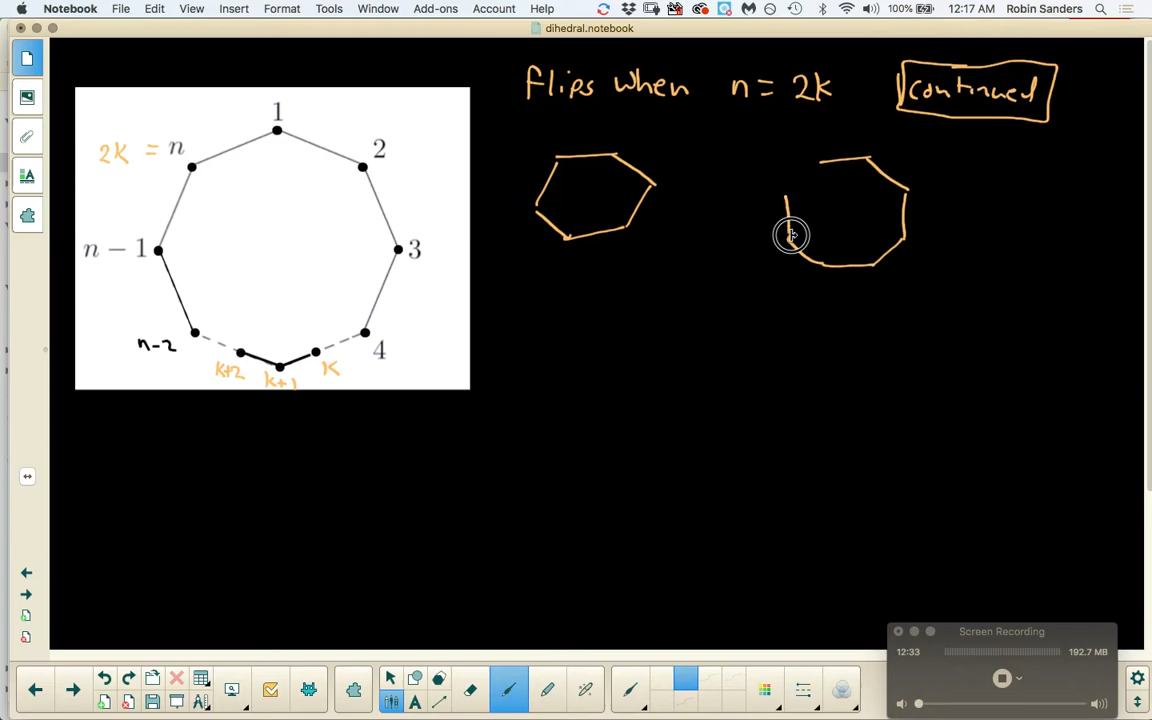 Notebook File Edit View Insert Format Tools Window Add-ons Account Help 100% Fri 12:17 AM Robin Sanders
dihedral.notebook
flips when n = 2k continued
1
2k = n 2
n − 1 3
n-2 4
k+2 k+1 k
Screen Recording
12:33 192.7 MB